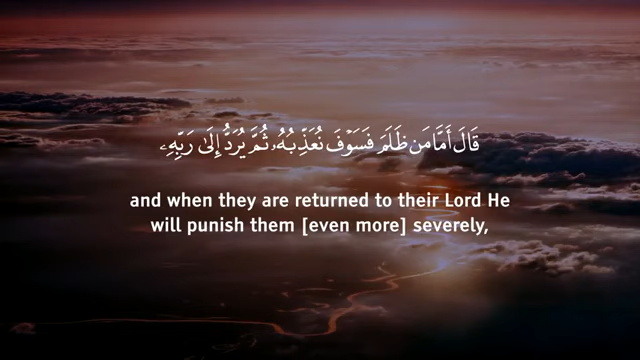 قَالَ أَمَّا مَن ظَلَمَ فَسَوْفَ نُعَذِّبُهُۥ ثُمَّ يُرَدُّ إِلَىٰ رَبِّهِۦ
and when they are returned to their Lord He
will punish them [even more] severely,